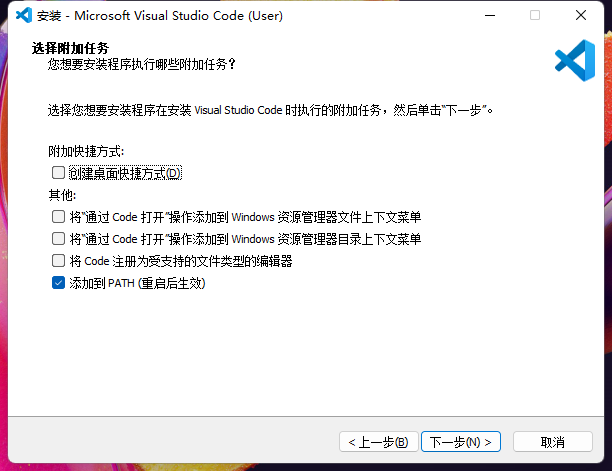 安装 - Microsoft Visual Studio Code (User)
选择附加任务
您想要安装程序执行哪些附加任务？
选择您想要安装程序在安装 Visual Studio Code 时执行的附加任务，然后单击“下一步”。
附加快捷方式:
创建桌面快捷方式(D)
其他:
将“通过 Code 打开”操作添加到 Windows 资源管理器文件上下文菜单
将“通过 Code 打开”操作添加到 Windows 资源管理器目录上下文菜单
将 Code 注册为受支持的文件类型的编辑器
添加到 PATH (重启后生效)
< 上一步(B) 下一步(N) > 取消